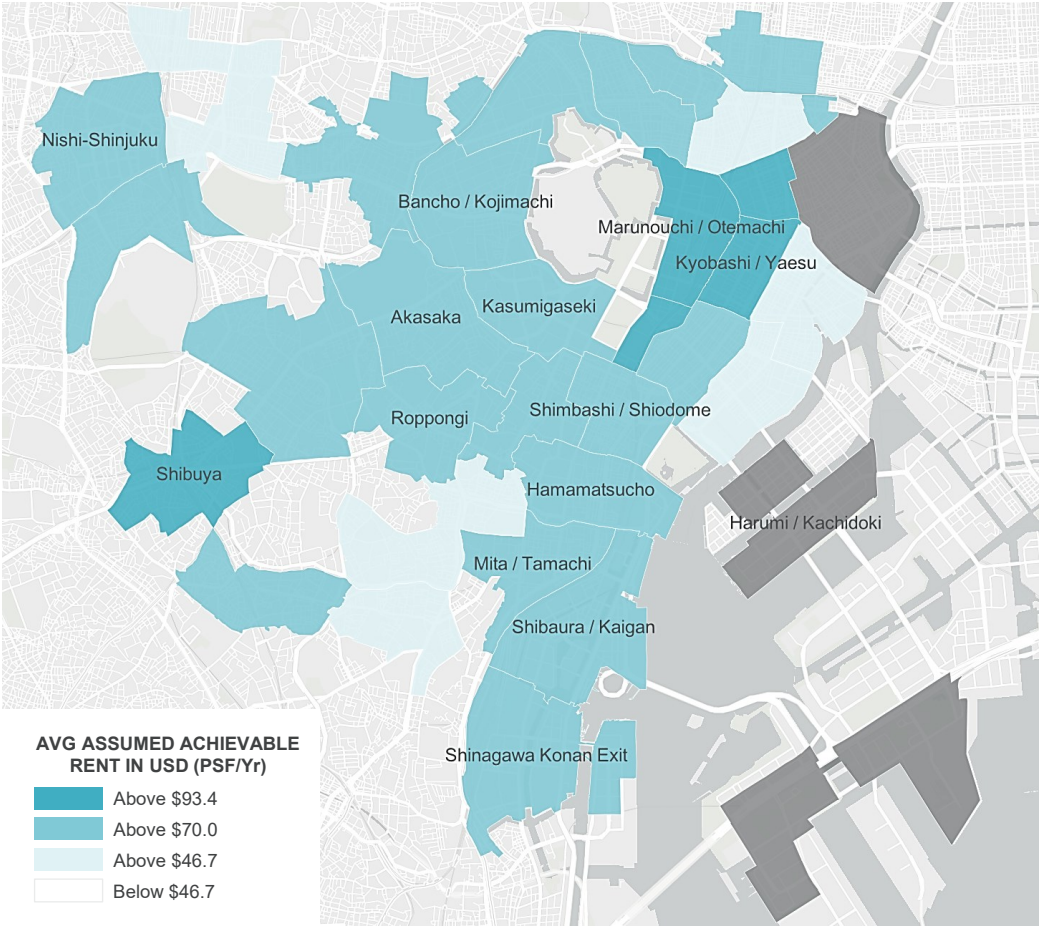 Nishi-Shinjuku
Bancho / Kojimachi
Marunouchi / Otemachi
Kyobashi / Yaesu
Kasumigaseki
Akasaka
Shimbashi / Shiodome
Roppongi
Shibuya
Hamamatsucho
Harumi / Kachidoki
Mita / Tamachi
Shibaura / Kaigan
Shinagawa Konan Exit
AVG ASSUMED ACHIEVABLE
RENT IN USD (PSF/Yr)
Above $93.4
Above $70.0
Above $46.7
Below $46.7